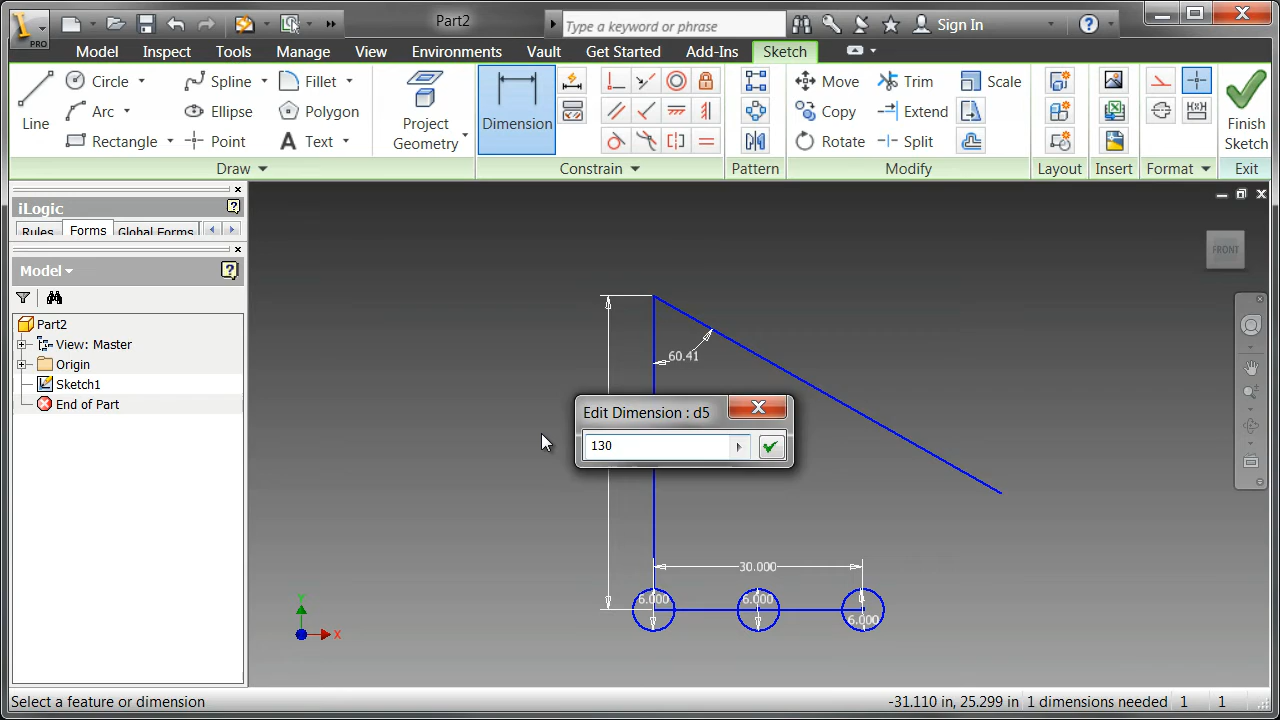 PRO
Part2
Type a keyword or phrase
Sign In
Model Inspect Tools Manage View Environments Vault Get Started Add-Ins Sketch
Line
Circle
Arc
Rectangle
Spline
Ellipse
Point
Fillet
Polygon
Text
Project
Geometry
Dimension
Move
Copy
Rotate
Trim
Extend
Split
Scale
Finish
Sketch
Draw Constrain Pattern Modify Layout Insert Format Exit
iLogic
Rules Forms Global Forms
Model
Part2
View: Master
Origin
Sketch1
End of Part
FRONT
60.41
Edit Dimension : d5
130
30.000
6.000 6.000 6.000
Y
X
Select a feature or dimension -31.110 in, 25.299 in 1 dimensions needed 1 1